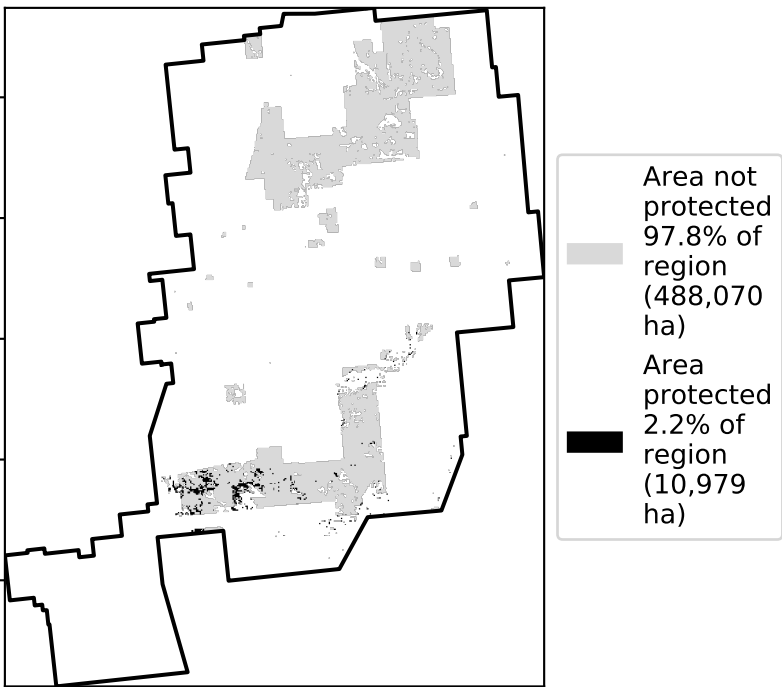 Area not
protected
97.8% of
region
(488,070
ha)
Area
protected
2.2% of
region
(10,979
ha)